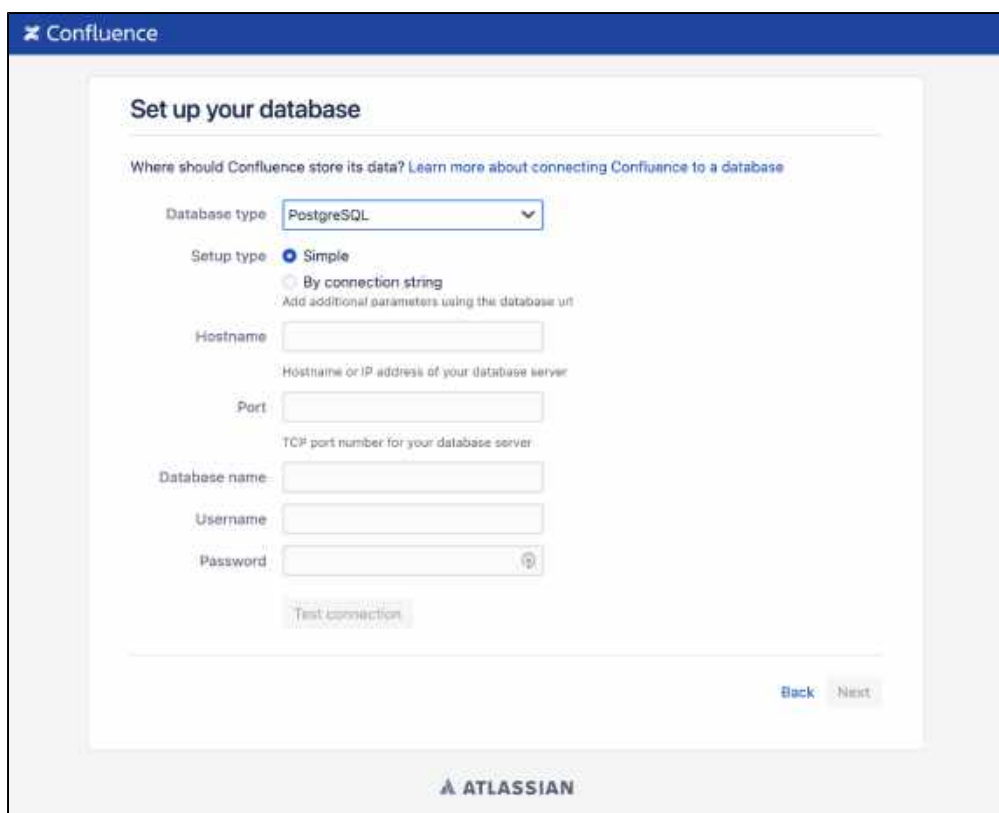 Confluence
Set up your database
Where should Confluence store its data? Learn more about connecting Confluence to a database
Database type PostgreSQL
Setup type Simple
By connection string
Add additional parameters using the database url
Hostname
Hostname or IP address of your database server
Port
TCP port number for your database server
Database name
Username
Password
Test connection
Back Next
ATLASSIAN